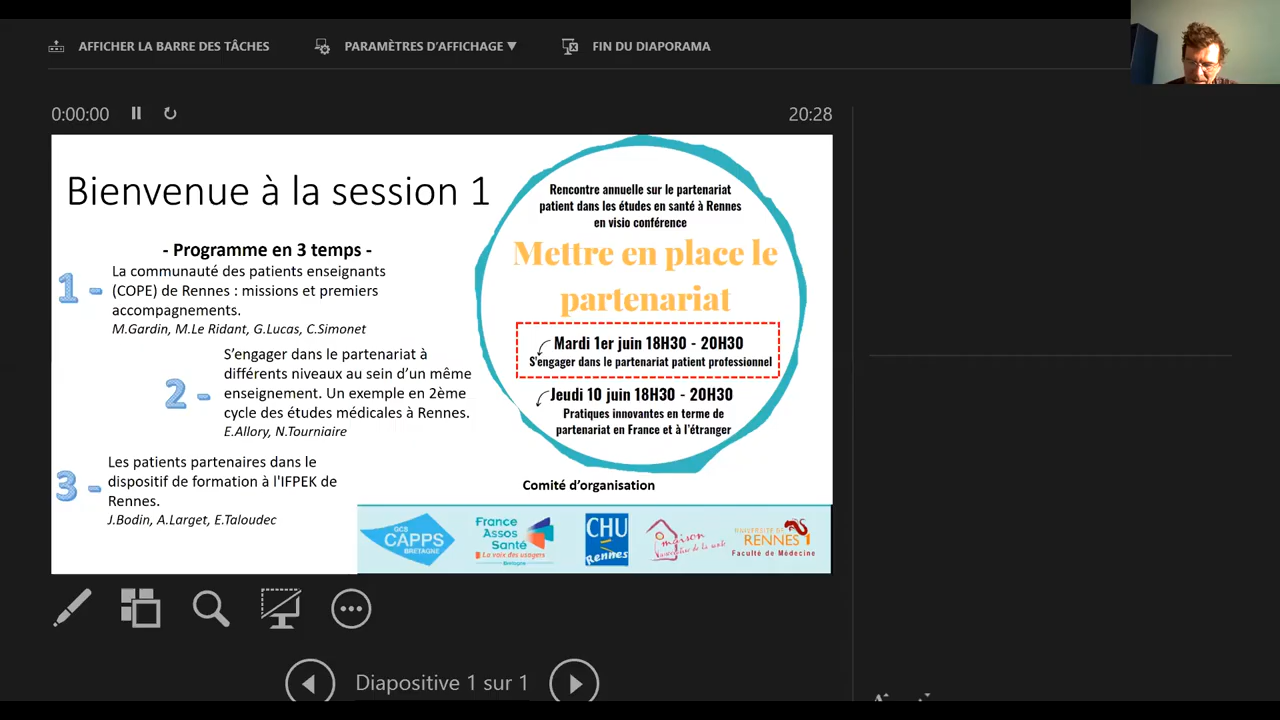 AFFICHER LA BARRE DES TÂCHES
PARAMÈTRES D'AFFICHAGE ▼
FIN DU DIAPORAMA
0:00:00
20:28
Bienvenue à la session 1
- Programme en 3 temps -
1 -
La communauté des patients enseignants
(COPE) de Rennes : missions et premiers
accompagnements.
M.Gardin, M.Le Ridant, G.Lucas, C.Simonet
2 -
S'engager dans le partenariat à
différents niveaux au sein d'un même
enseignement. Un exemple en 2ème
cycle des études médicales à Rennes.
E.Allory, N.Tourniaire
3 -
Les patients partenaires dans le
dispositif de formation à l'IFPEK de
Rennes.
J.Bodin, A.Larget, E.Taloudec
Rencontre annuelle sur le partenariat
patient dans les études en santé à Rennes
en visio conférence
Mettre en place le
partenariat
Mardi 1er juin 18H30 - 20H30
S'engager dans le partenariat patient professionnel
Jeudi 10 juin 18H30 - 20H30
Pratiques innovantes en terme de
partenariat en France et à l'étranger
Comité d'organisation
GCS
CAPPS
BRETAGNE
France
Assos
Santé
La voix des usagers
Bretagne
CHU
Rennes
maison
UNIVERSITÉ DE
RENNES 1
Faculté de Médecine
Diapositive 1 sur 1